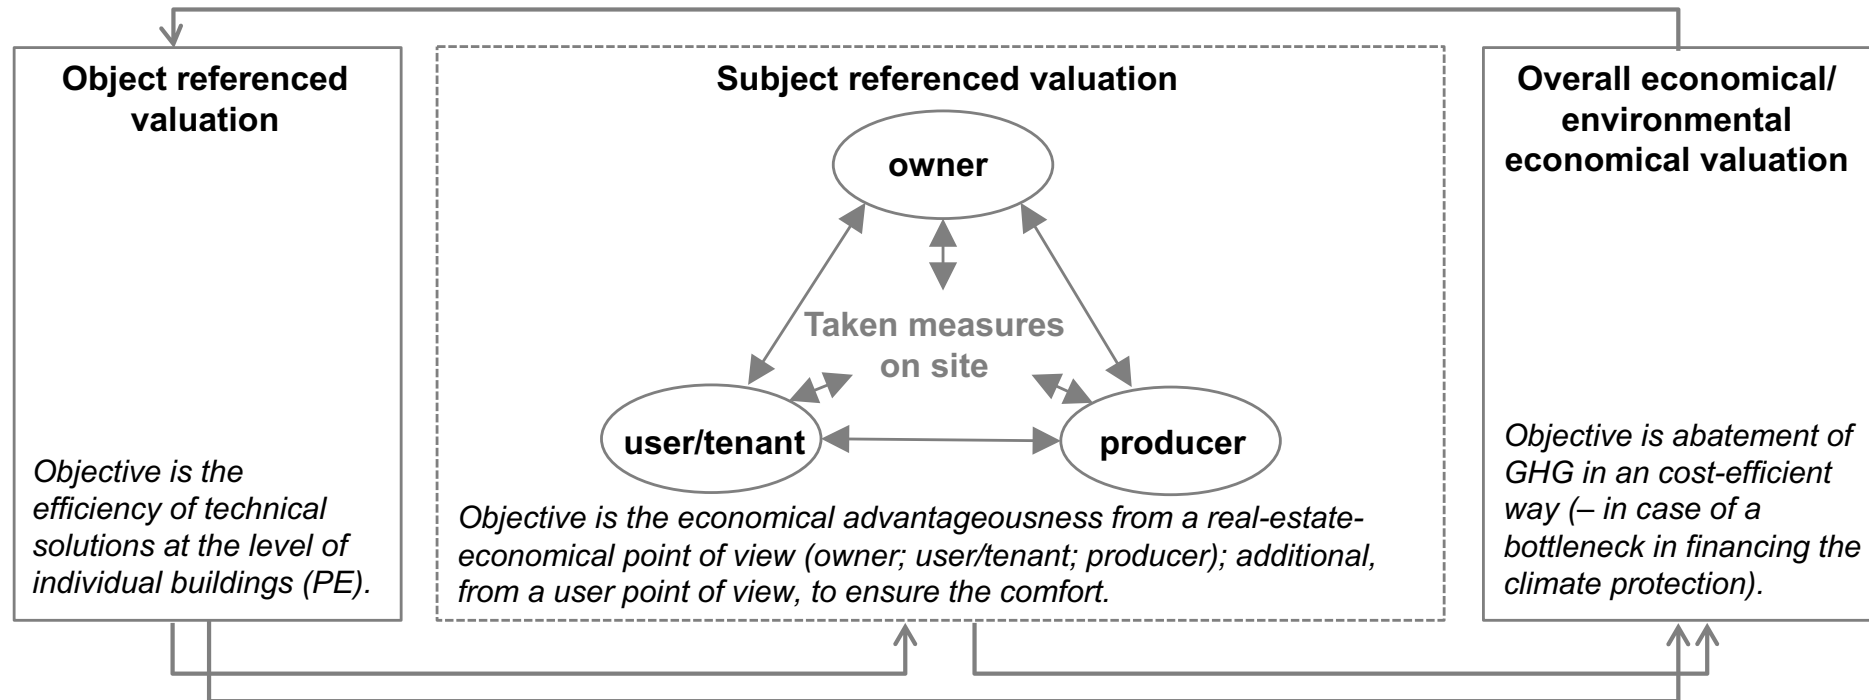 Object referenced
valuation
Objective is the
efficiency of technical
solutions at the level of
individual buildings (PE).
Subject referenced valuation
owner
Taken measures
on site
user/tenant
producer
Objective is the economical advantageousness from a real-estate-
economical point of view (owner; user/tenant; producer); additional,
from a user point of view, to ensure the comfort.
Overall economical/
environmental
economical valuation
Objective is abatement of
GHG in an cost-efficient
way (– in case of a
bottleneck in financing the
climate protection).